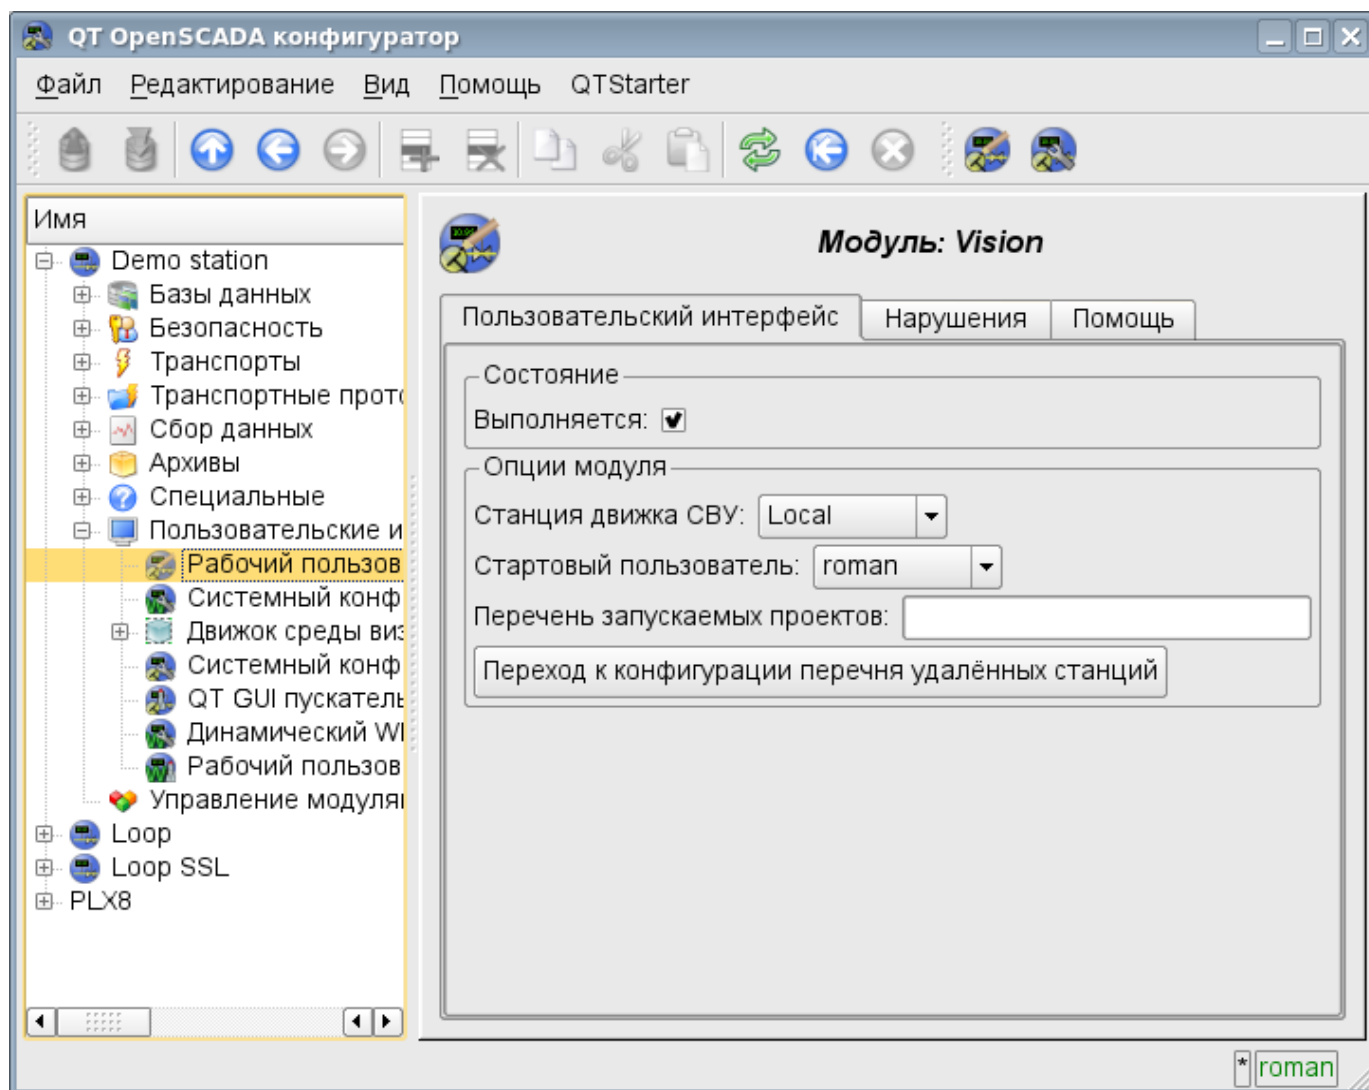 QT OpenSCADA конфигуратор
Файл Редактирование Вид Помощь QTStarter
Имя
Demo station
Базы данных
Безопасность
Транспорты
Транспортные прото
Сбор данных
Архивы
Специальные
Пользовательские и
Рабочий пользов
Системный конф
Движок среды виз
Системный конф
QT GUI пускатель
Динамический WI
Рабочий пользов
Управление модуля
Loop
Loop SSL
PLX8
Модуль: Vision
Пользовательский интерфейс Нарушения Помощь
Состояние
Выполняется:
Опции модуля
Станция движка СВУ: Local
Стартовый пользователь: roman
Перечень запускаемых проектов:
Переход к конфигурации перечня удалённых станций
* roman